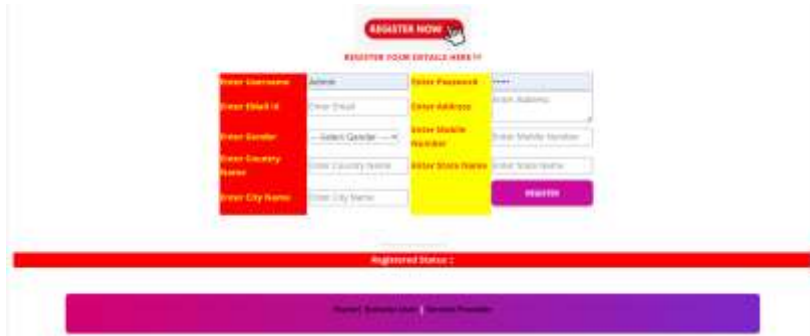 REGISTER NOW
REGISTER YOUR DETAILS HERE !!!
Enter Username Admin Enter Password ••••
Enter EMail Id Enter Email Enter Address Enter Address
Enter Gender ---Select Gender ---
Enter Mobile Number Enter Mobile Number
Enter Country Name Enter Country Name Enter State Name Enter State Name
Enter City Name Enter City Name REGISTER
Registered Status ::
Remote User | Service Provider